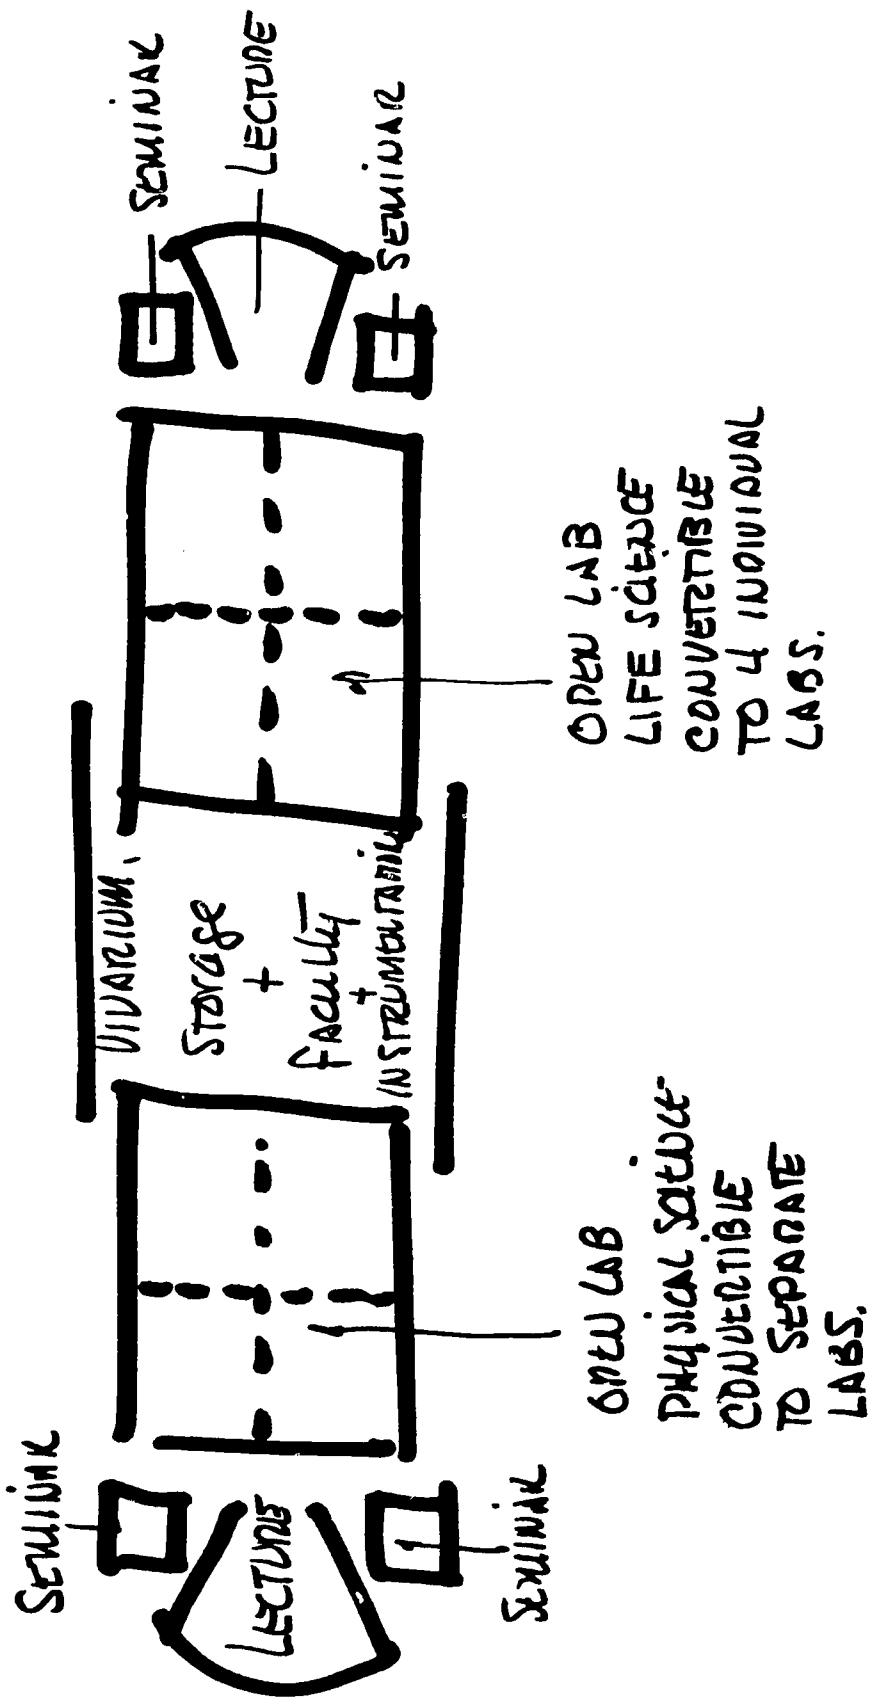 SEMINAR
LECTURE
SEMINAR
VIVARIUM,
Storage
+
FACULTY
+
INSTRUMENTATION
SEMINAR
LECTURE
SEMINAR
OPEN LAB
PHYSICAL SCIENCE
CONVERTIBLE
TO SEPARATE
LABS.
OPEN LAB
LIFE SCIENCE
CONVERTIBLE
TO 4 INDIVIDUAL
LABS.